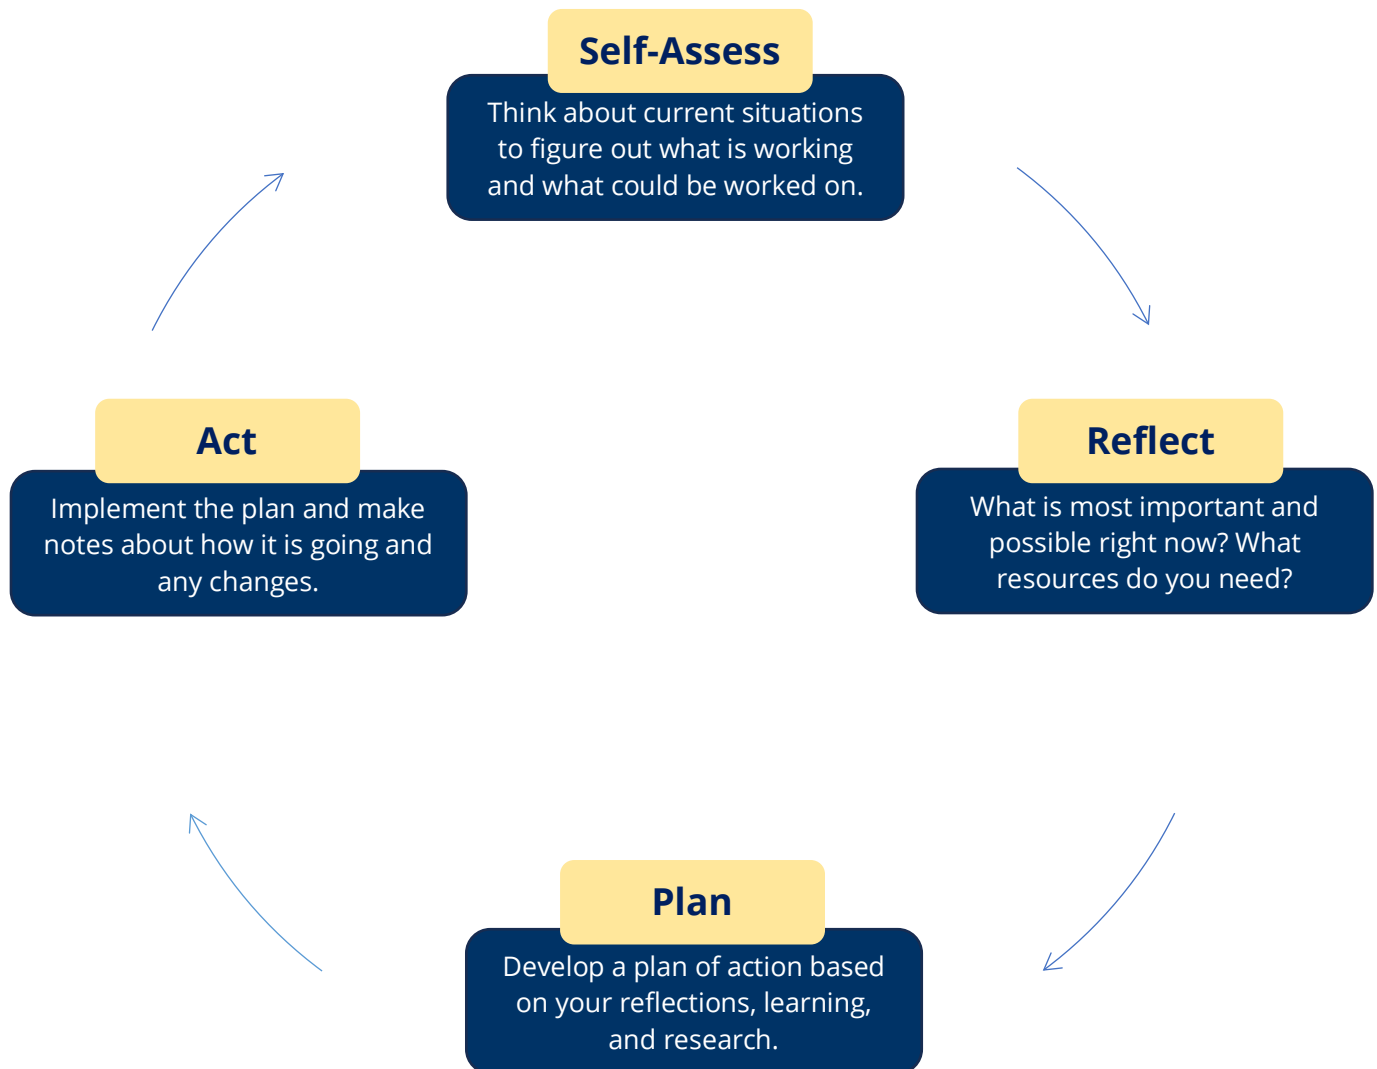 Self-Assess
Think about current situations
to figure out what is working
and what could be worked on.
Reflect
What is most important and
possible right now? What
resources do you need?
Plan
Develop a plan of action based
on your reflections, learning,
and research.
Act
Implement the plan and make
notes about how it is going and
any changes.